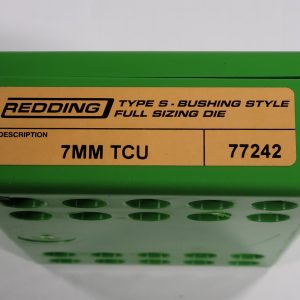 REDDING
TYPE S - BUSHING STYLE
FULL SIZING DIE
DESCRIPTION
7MM TCU
77242